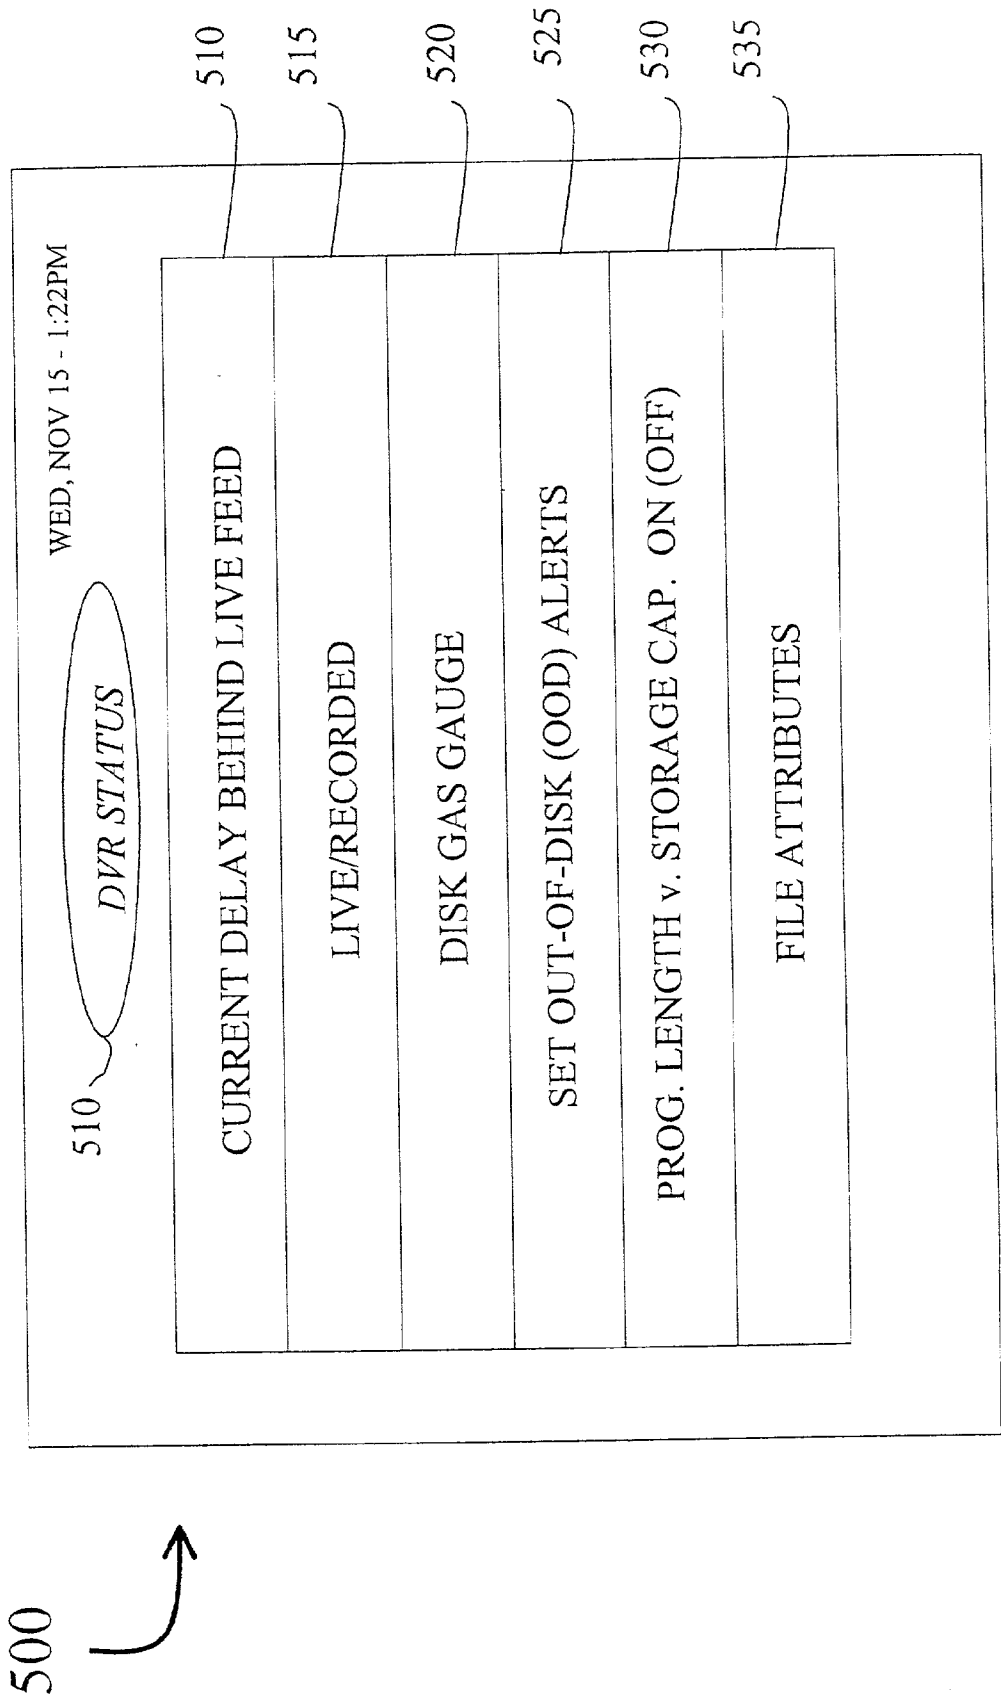 500
WED, NOV 15 - 1:22PM
510
DVR STATUS
CURRENT DELAY BEHIND LIVE FEED
510
LIVE/RECORDED
515
DISK GAS GAUGE
520
SET OUT-OF-DISK (OOD) ALERTS
525
PROG. LENGTH v. STORAGE CAP. ON (OFF)
530
FILE ATTRIBUTES
535